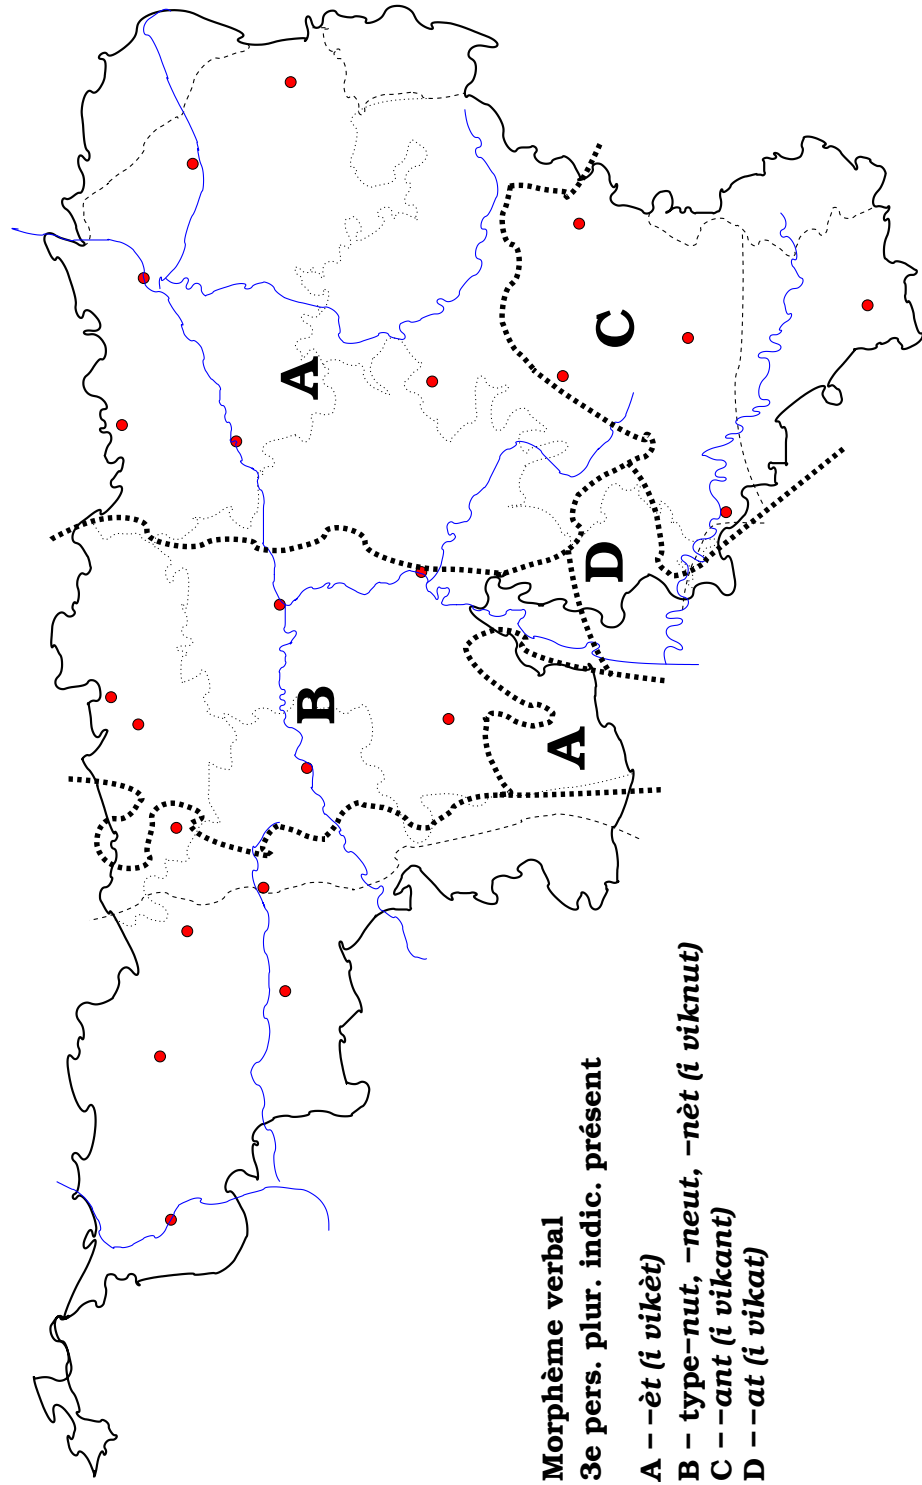 A
C
D
B
A
Morphème verbal
3e pers. plur. indic. présent
A − −èt (i vikèt)
B − type−nut, −neut, −nèt (i viknut)
C − −ant (i vikant)
D − −at (i vikat)